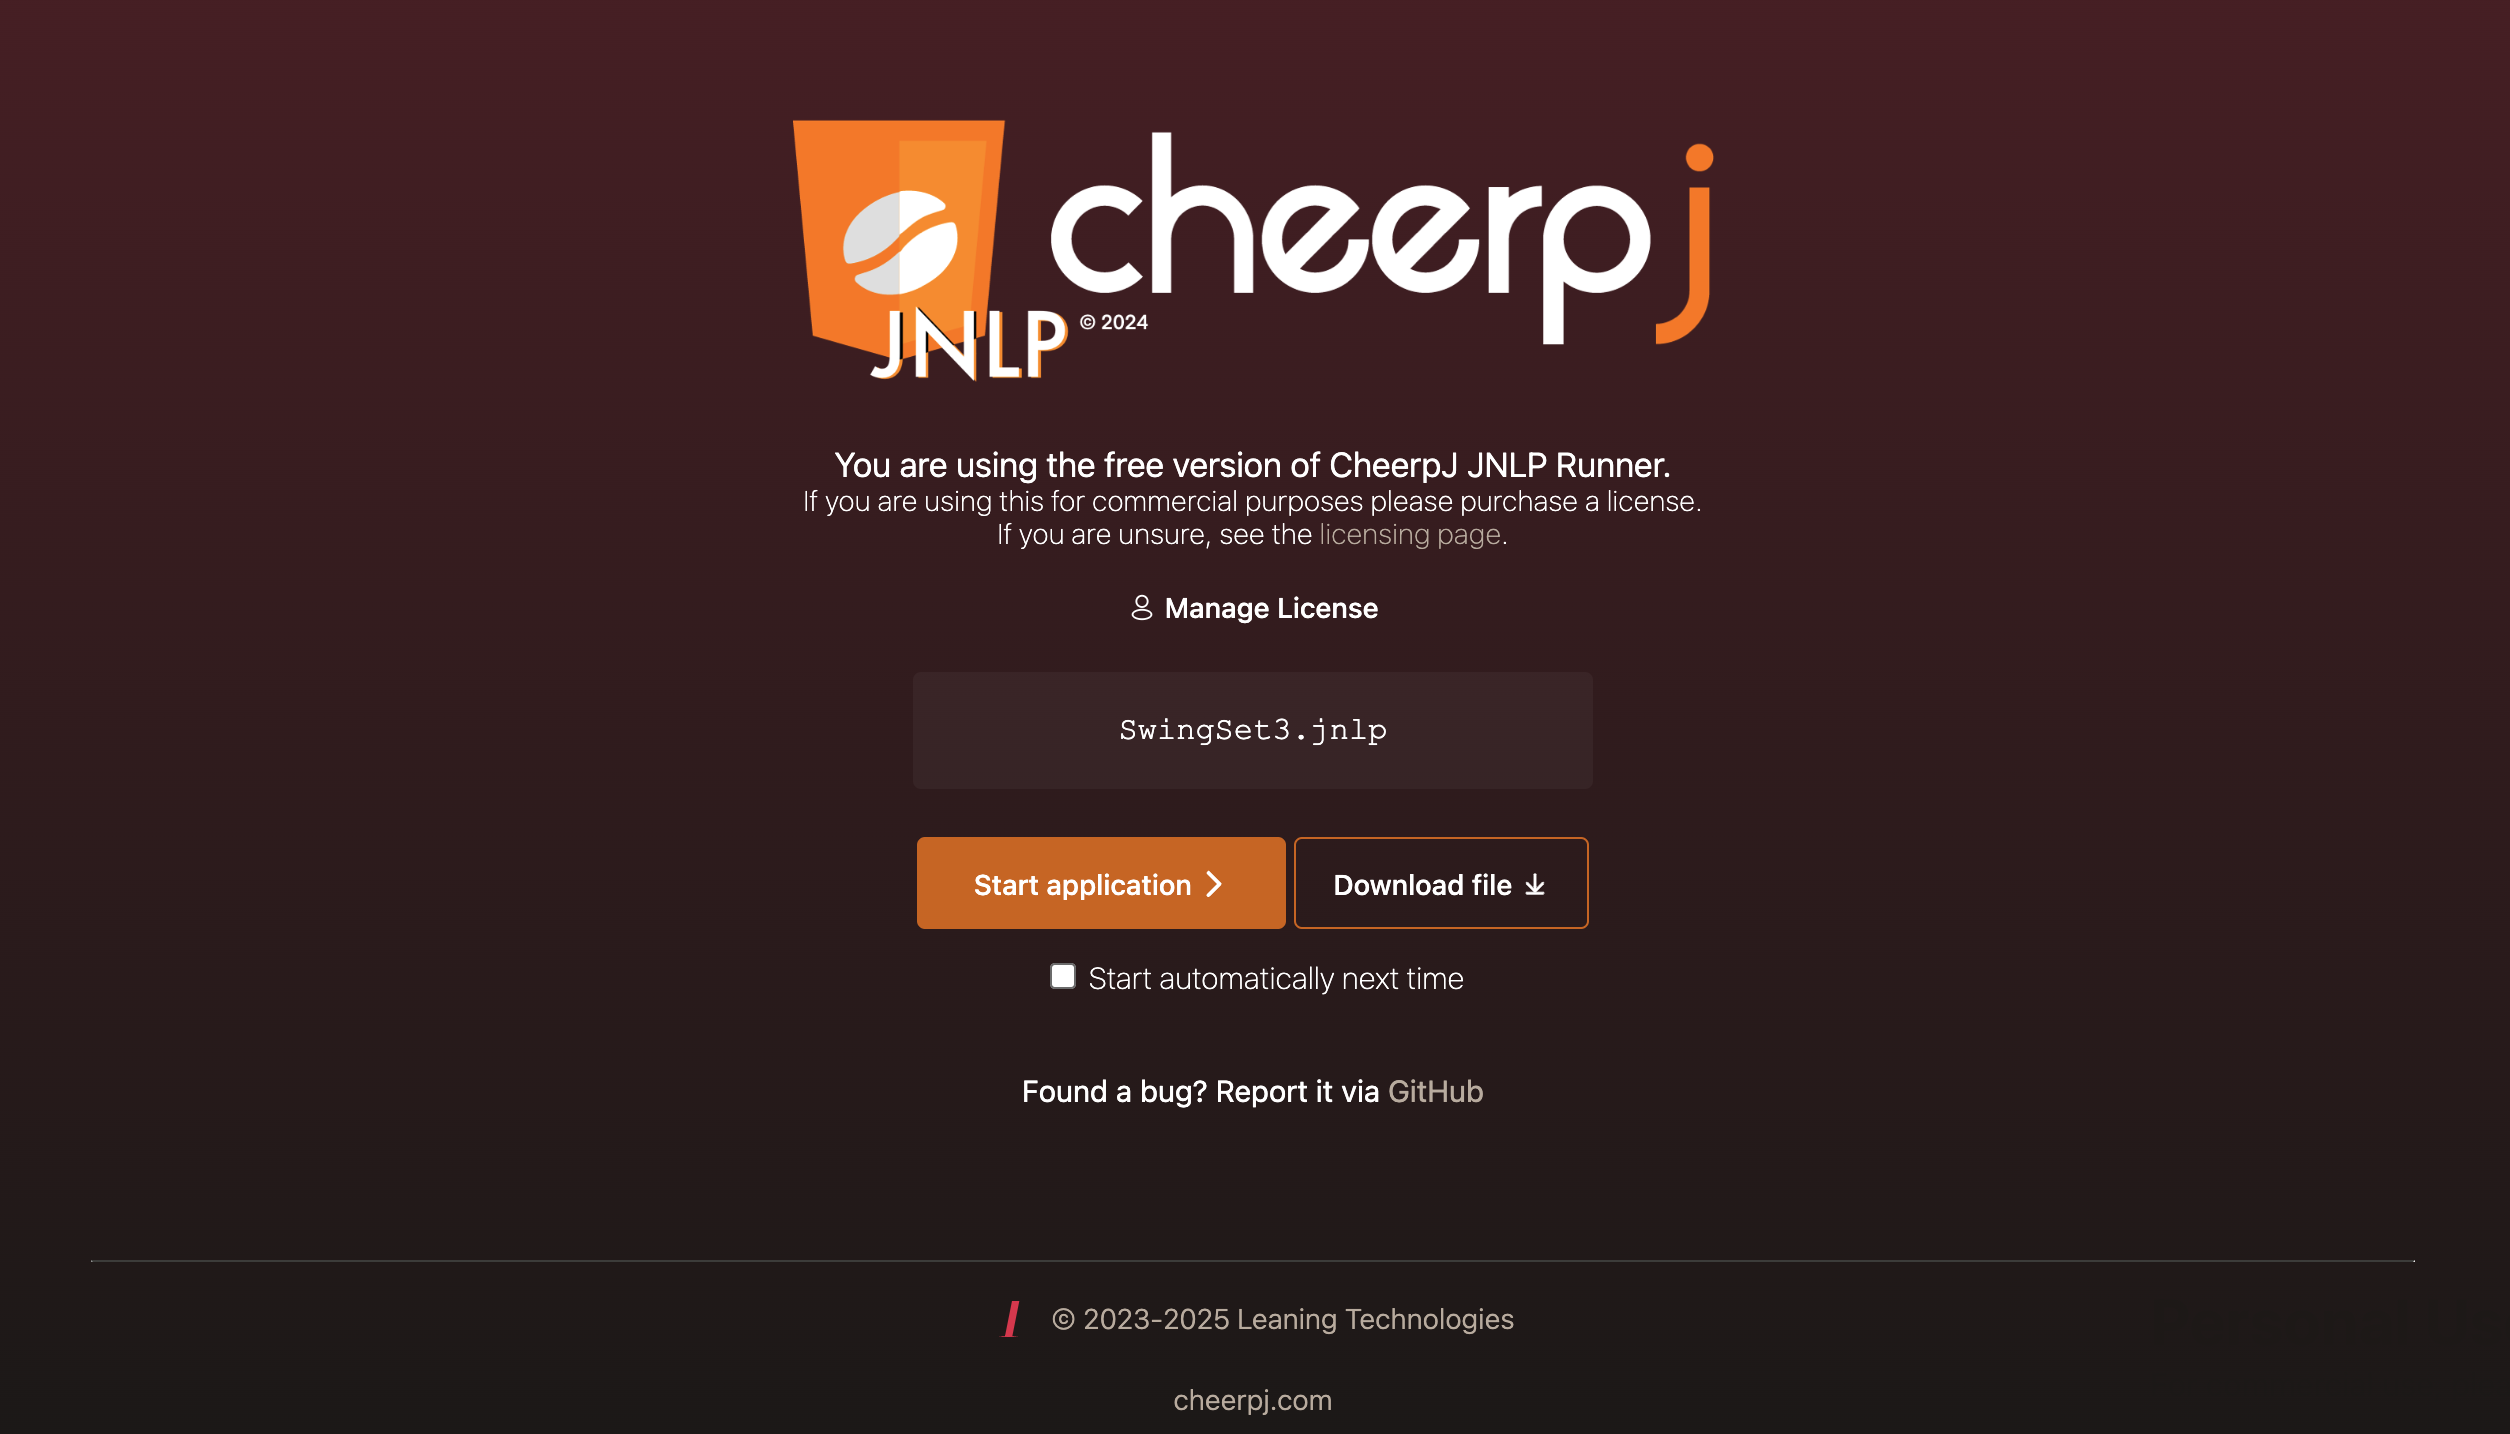 cheerpj
JNLP © 2024
You are using the free version of CheerpJ JNLP Runner.
If you are using this for commercial purposes please purchase a license.
If you are unsure, see the licensing page.
Manage License
SwingSet3.jnlp
Start application
Download file
Start automatically next time
Found a bug? Report it via GitHub
© 2023-2025 Leaning Technologies
cheerpj.com